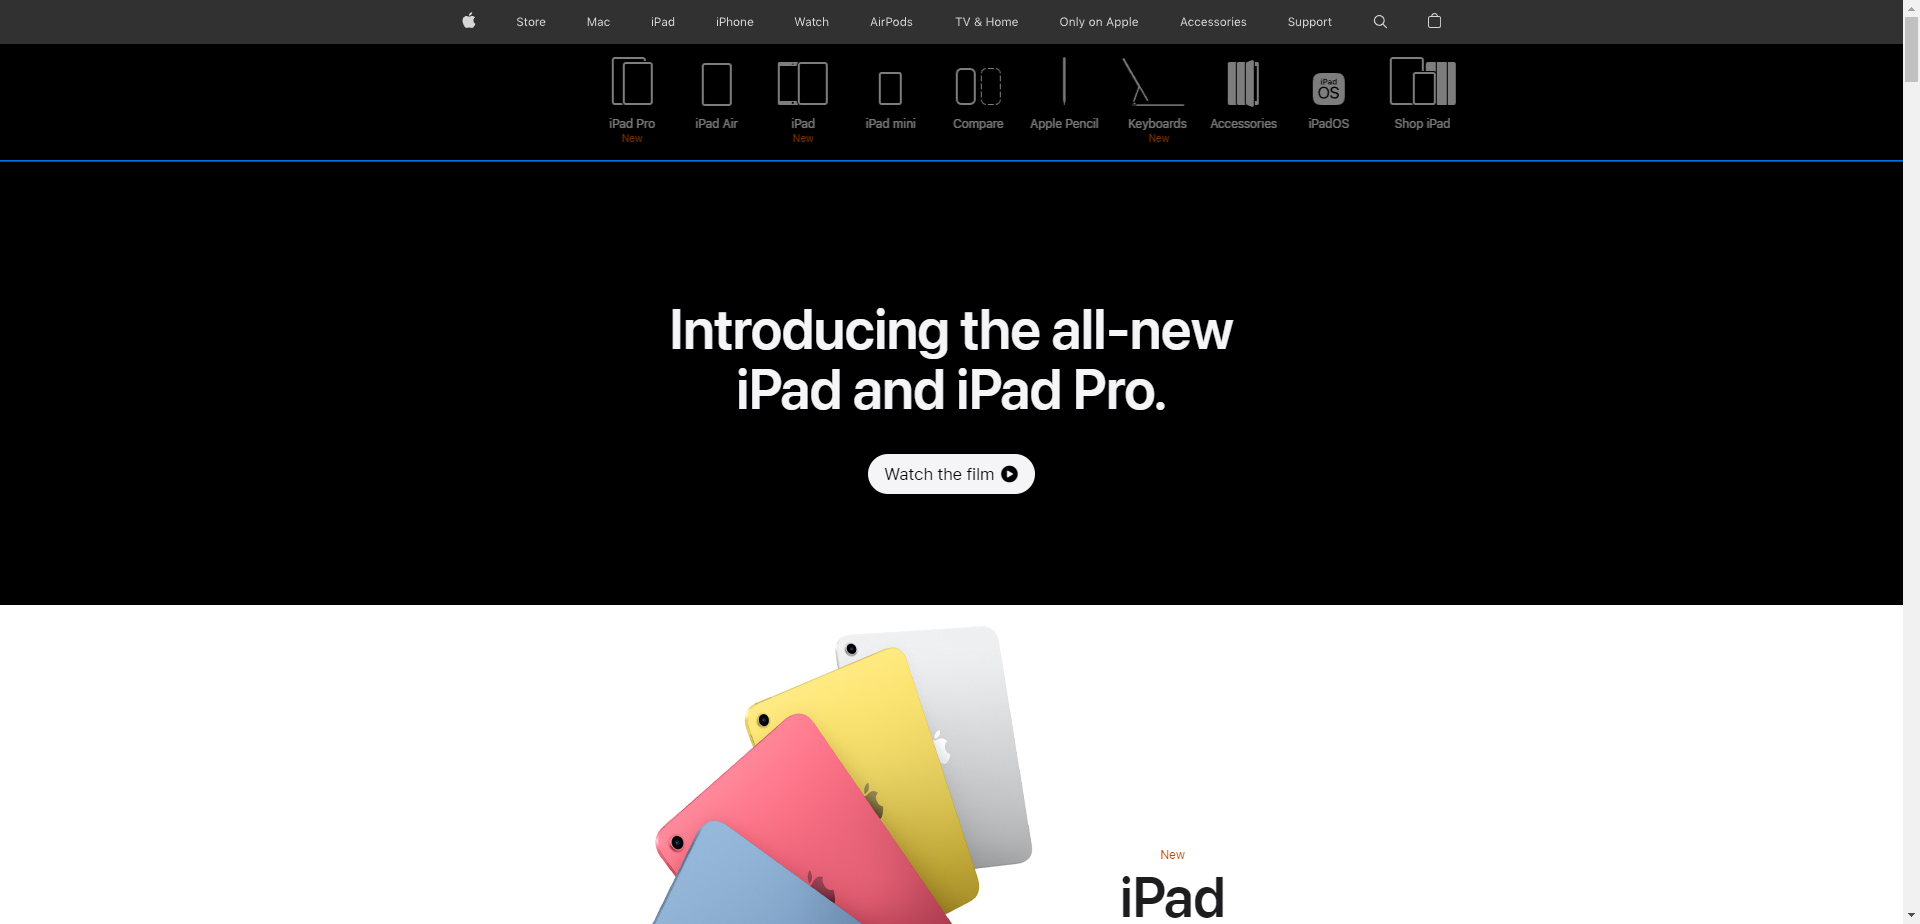 Store Mac iPad iPhone Watch AirPods TV & Home Only on Apple Accessories Support
iPad OS
iPad Pro iPad Air iPad iPad mini Compare Apple Pencil Keyboards Accessories iPadOS Shop iPad
New New New
Introducing the all-new
iPad and iPad Pro.
Watch the film
New
iPad